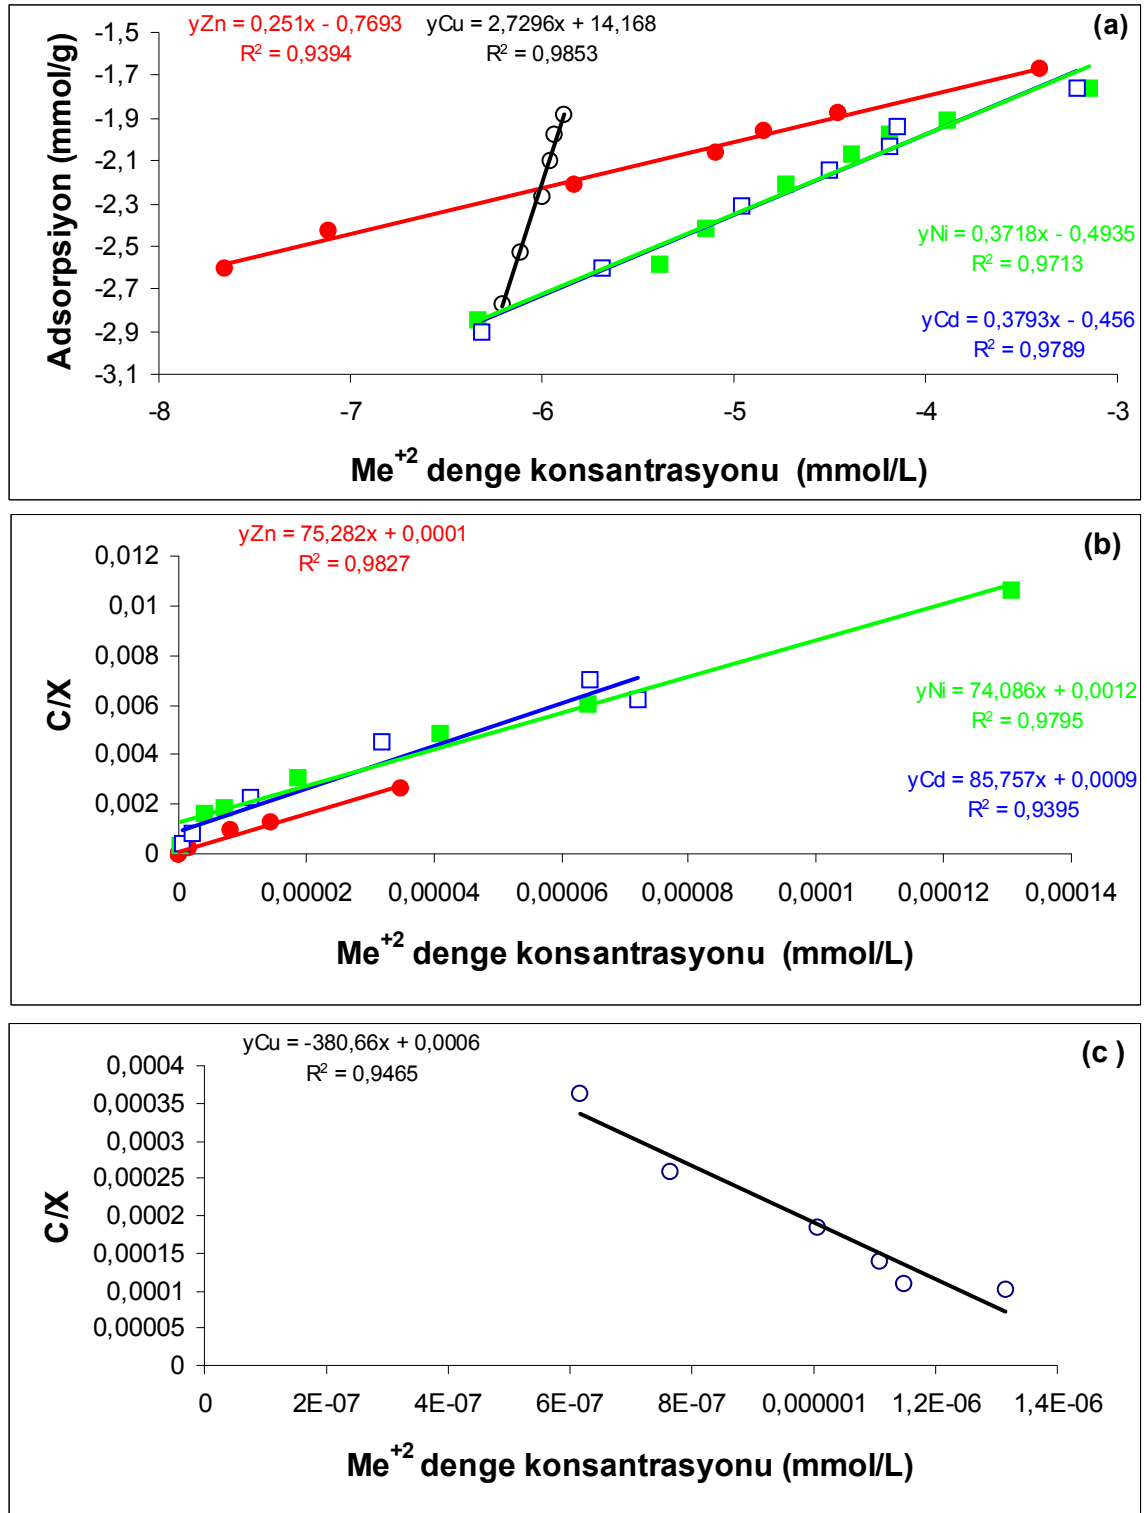 yZn = 0,251x - 0,7693 yCu = 2,7296x + 14,168
R² = 0,9394 R² = 0,9853
(a)
-1,5
-1,7
-1,9
-2,1
-2,3
-2,5
-2,7
-2,9
-3,1
Adsorpsiyon (mmol/g)
yNi = 0,3718x - 0,4935
R² = 0,9713
yCd = 0,3793x - 0,456
R² = 0,9789
-8 -7 -6 -5 -4 -3
Me⁺² denge konsantrasyonu (mmol/L)
yZn = 75,282x + 0,0001
R² = 0,9827
(b)
0,012
0,01
0,008
0,006
0,004
0,002
0
C/X
yNi = 74,086x + 0,0012
R² = 0,9795
yCd = 85,757x + 0,0009
R² = 0,9395
0 0,00002 0,00004 0,00006 0,00008 0,0001 0,00012 0,00014
Me⁺² denge konsantrasyonu (mmol/L)
yCu = -380,66x + 0,0006
R² = 0,9465
(c )
0,0004
0,00035
0,0003
0,00025
0,0002
0,00015
0,0001
0,00005
0
C/X
0 2E-07 4E-07 6E-07 8E-07 0,000001 1,2E-06 1,4E-06
Me⁺² denge konsantrasyonu (mmol/L)